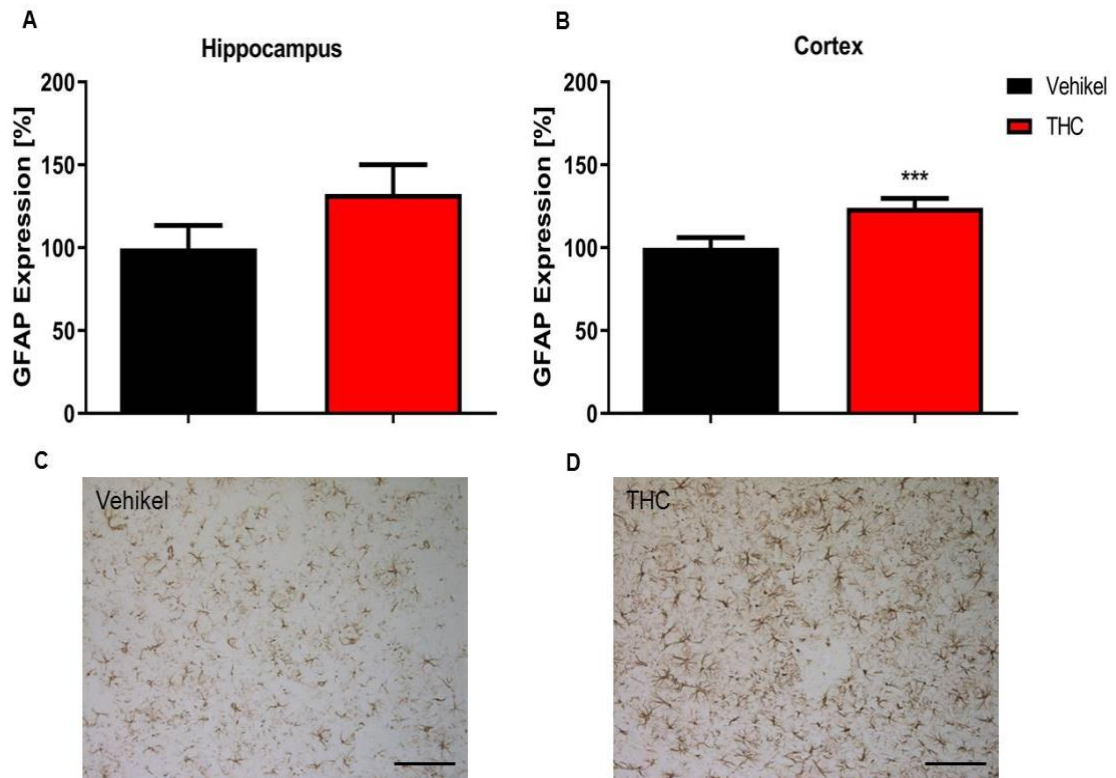 A
Hippocampus
GFAP Expression [%]
200
150
100
50
0
B
Cortex
GFAP Expression [%]
200
150
100
50
0
***
Vehikel
THC
C
Vehikel
D
THC